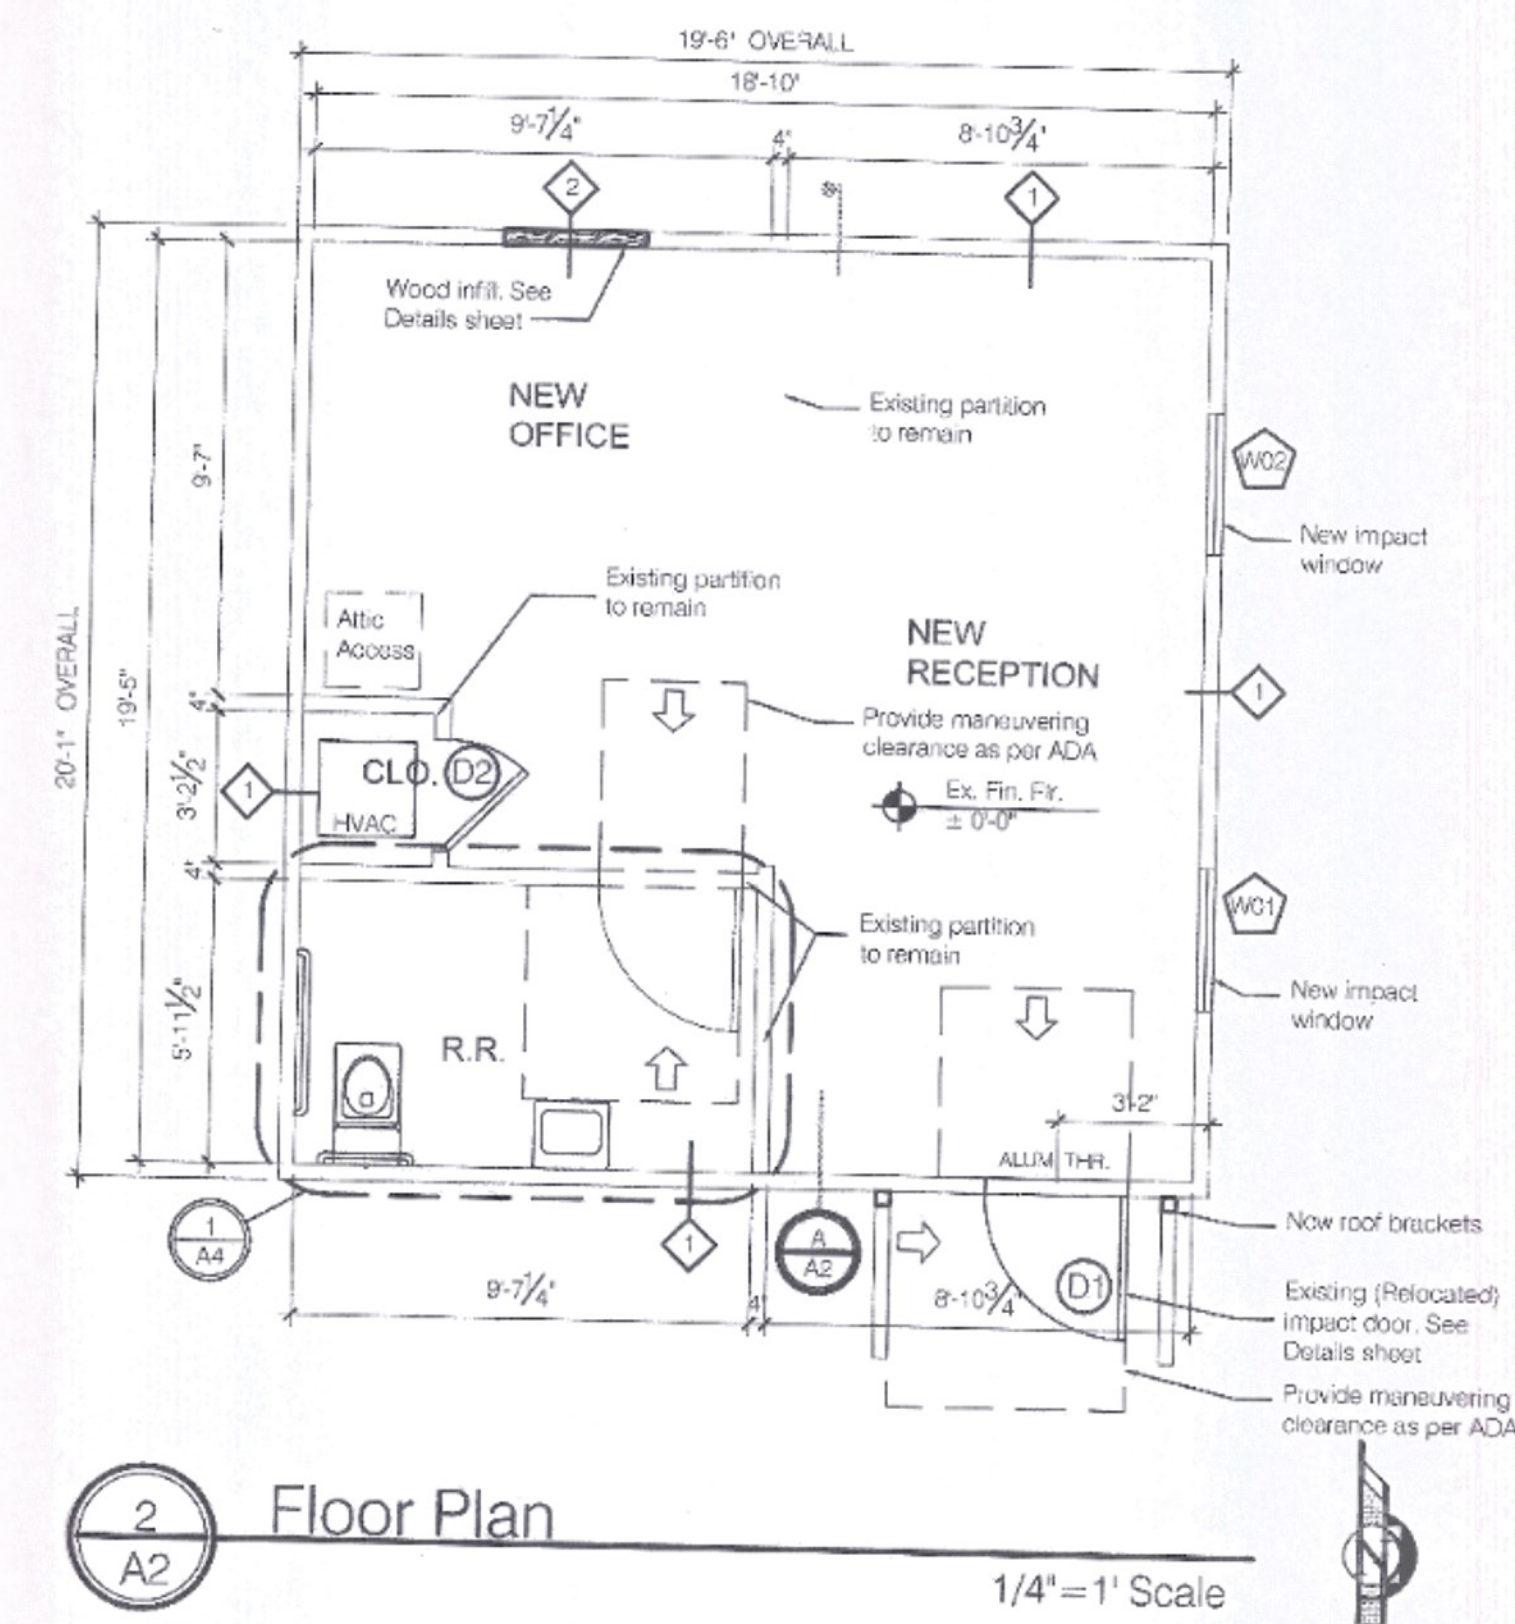 19'-6" OVERALL
18'-10"
9'-7 1/4"
4"
8'-10 3/4"
2
1
Wood infill. See
Details sheet
NEW
OFFICE
Existing partition
to remain
W02
New impact
window
9'-7"
Existing partition
to remain
Attic
Access
NEW
RECEPTION
20'-1" OVERALL
19'-5"
4"
1
Provide maneuvering
clearance as per ADA
3'-2 1/2"
1
CLO.
D2
HVAC
Ex. Fin. Flr.
± 0'-0"
4"
W01
Existing partition
to remain
New impact
window
5'-11 1/2"
R.R.
3'-2"
ALUM THR.
1
A4
1
A
A2
New roof brackets
9'-7 1/4"
4"
8'-10 3/4"
D1
Existing (Relocated)
impact door. See
Details sheet
Provide maneuvering
clearance as per ADA
2
A2
Floor Plan
1/4"=1' Scale
N